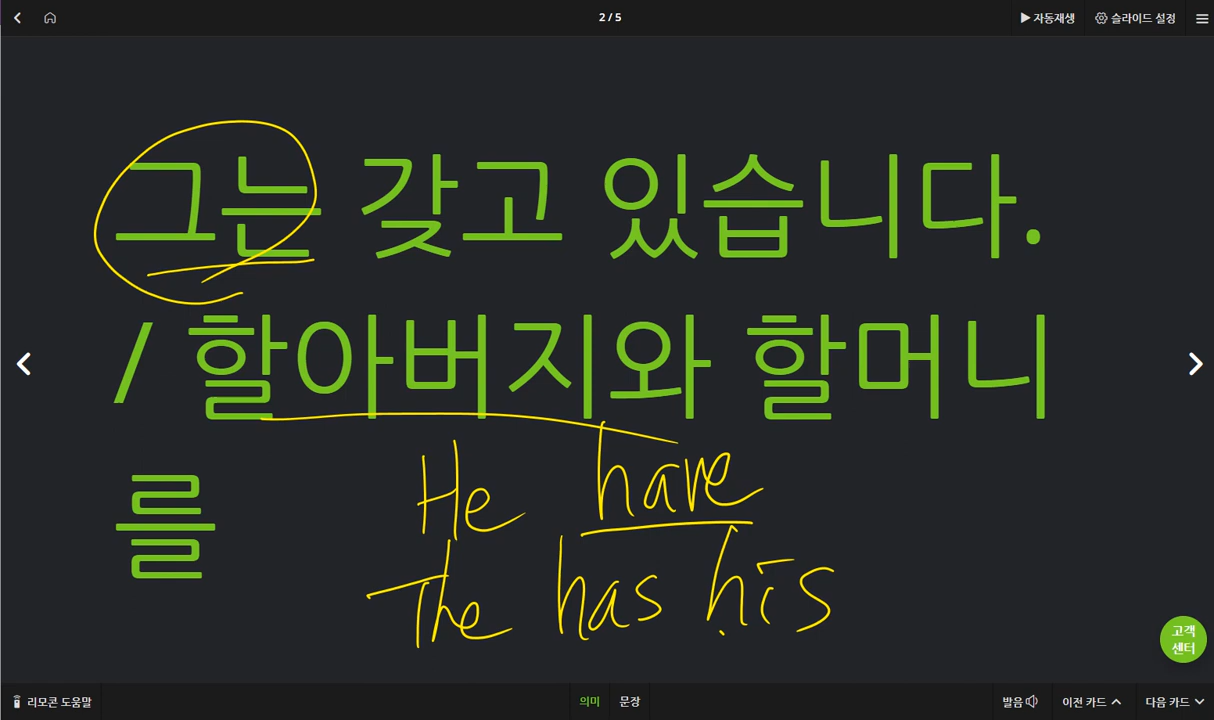 2 / 5
자동재생
슬라이드 설정
그는 갖고 있습니다.
/ 할아버지와 할머니
를
He have
The has his
고객
센터
리모콘 도움말
의미
문장
발음
이전 카드
다음 카드